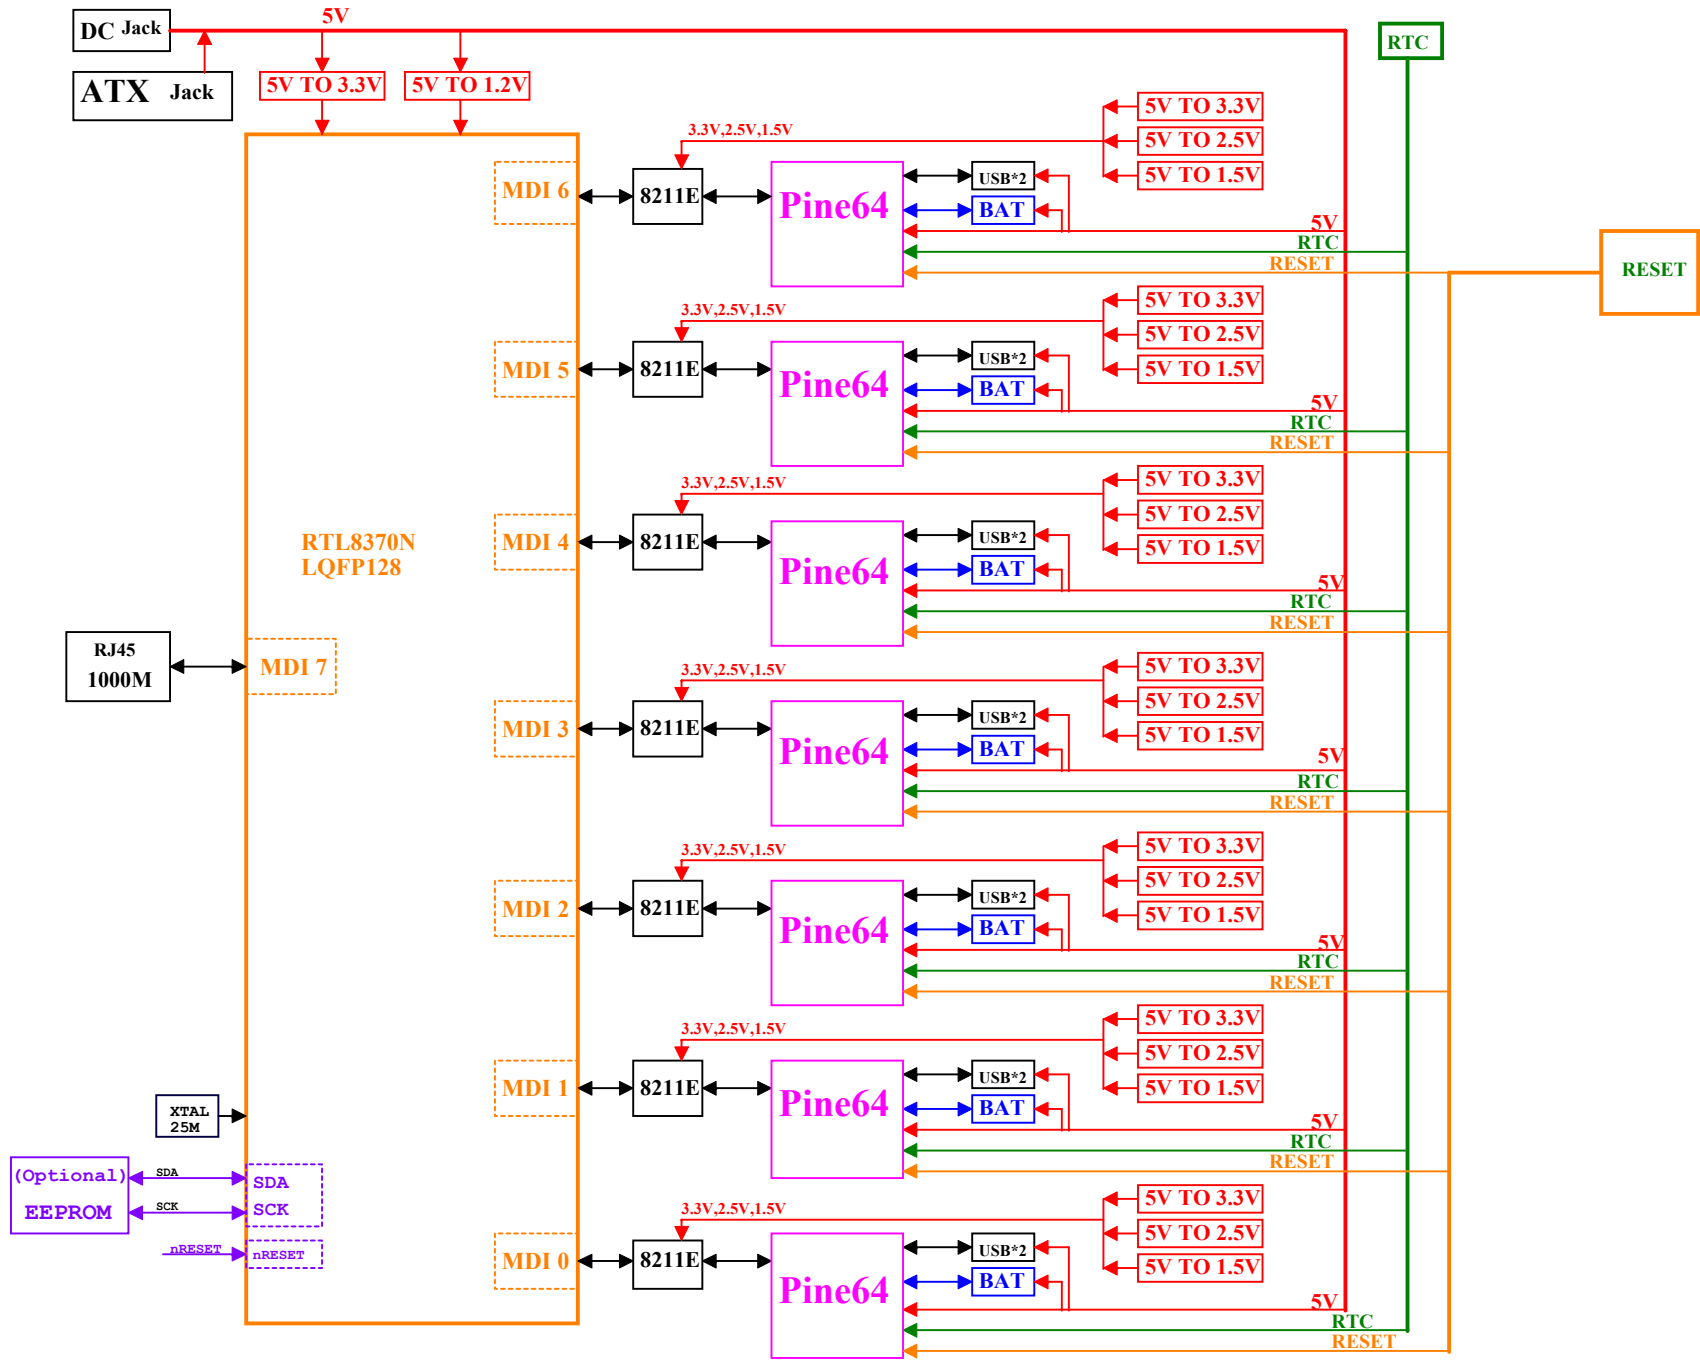 DC Jack
5V
RTC
ATX Jack
5V TO 3.3V
5V TO 1.2V
RTL8370N
LQFP128
3.3V,2.5V,1.5V
5V TO 3.3V
5V TO 2.5V
5V TO 1.5V
MDI 6
8211E
Pine64
USB*2
BAT
5V
RTC
RESET
RESET
3.3V,2.5V,1.5V
5V TO 3.3V
5V TO 2.5V
5V TO 1.5V
MDI 5
8211E
Pine64
USB*2
BAT
5V
RTC
RESET
3.3V,2.5V,1.5V
5V TO 3.3V
5V TO 2.5V
5V TO 1.5V
MDI 4
8211E
Pine64
USB*2
BAT
5V
RTC
RESET
RJ45
1000M
MDI 7
3.3V,2.5V,1.5V
5V TO 3.3V
5V TO 2.5V
5V TO 1.5V
MDI 3
8211E
Pine64
USB*2
BAT
5V
RTC
RESET
3.3V,2.5V,1.5V
5V TO 3.3V
5V TO 2.5V
5V TO 1.5V
MDI 2
8211E
Pine64
USB*2
BAT
5V
RTC
RESET
3.3V,2.5V,1.5V
5V TO 3.3V
5V TO 2.5V
5V TO 1.5V
MDI 1
8211E
Pine64
USB*2
BAT
5V
RTC
RESET
XTAL
25M
(Optional)
EEPROM
SDA
SCK
SDA
SCK
nRESET
nRESET
3.3V,2.5V,1.5V
5V TO 3.3V
5V TO 2.5V
5V TO 1.5V
MDI 0
8211E
Pine64
USB*2
BAT
5V
RTC
RESET